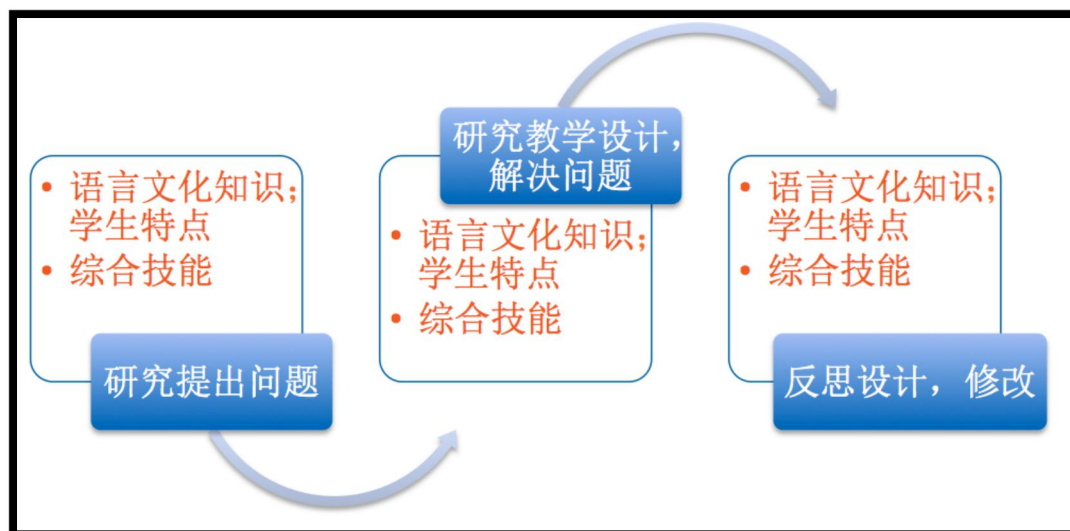 • 语言文化知识；
学生特点
• 综合技能
研究提出问题
研究教学设计，
解决问题
• 语言文化知识；
学生特点
• 综合技能
• 语言文化知识；
学生特点
• 综合技能
反思设计，修改